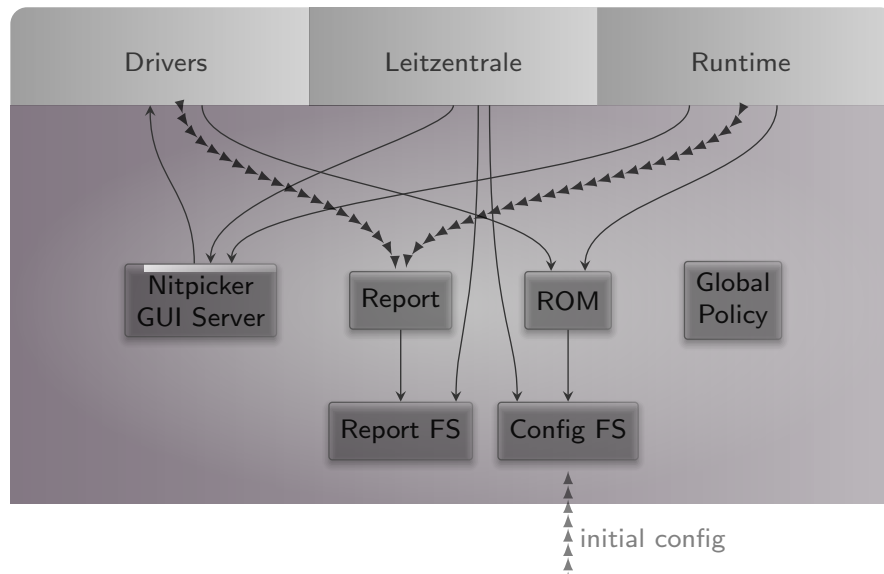 Drivers
Leitzentrale
Runtime
Nitpicker
GUI Server
Report
ROM
Global
Policy
Report FS
Config FS
initial config